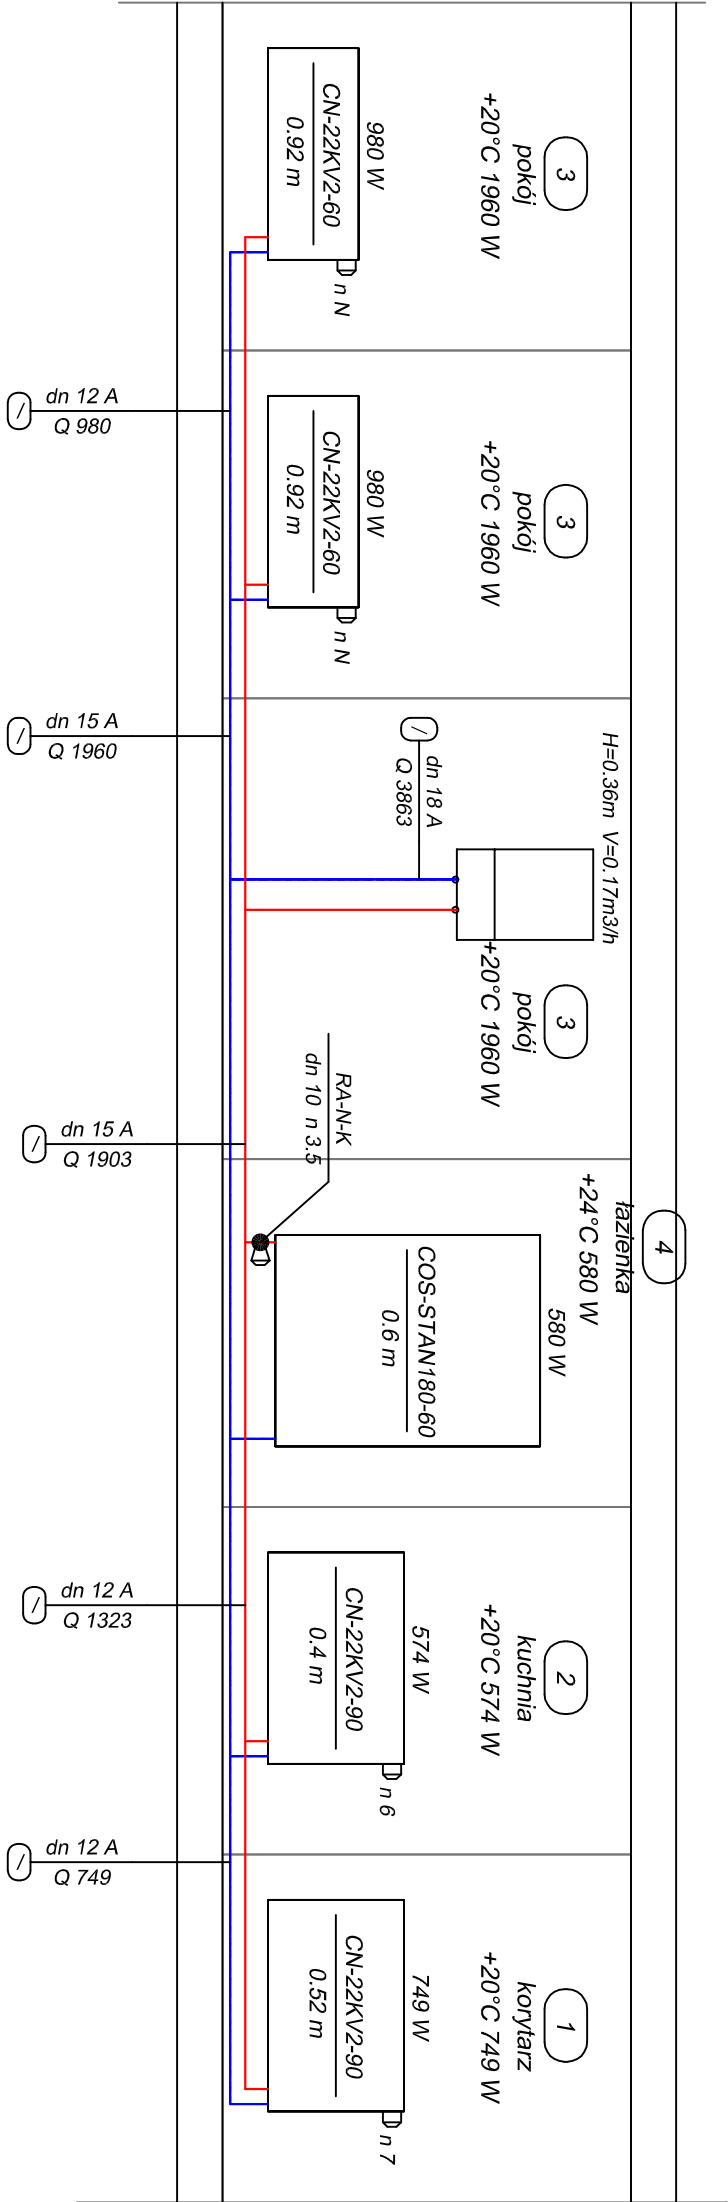 3
pokój
+20°C 1960 W
980 W
CN-22KV2-60
0.92 m
n N
dn 12 A
Q 980
3
pokój
+20°C 1960 W
980 W
CN-22KV2-60
0.92 m
n N
dn 15 A
Q 1960
H=0.36m V=0.17m3/h
dn 18 A
Q 3863
3
pokój
+20°C 1960 W
RA-N-K
dn 10 n 3.5
dn 15 A
Q 1903
4
łazienka
+24°C 580 W
580 W
COS-STAN180-60
0.6 m
dn 12 A
Q 1323
2
kuchnia
+20°C 574 W
574 W
CN-22KV2-90
0.4 m
n 6
dn 12 A
Q 749
1
korytarz
+20°C 749 W
749 W
CN-22KV2-90
0.52 m
n 7